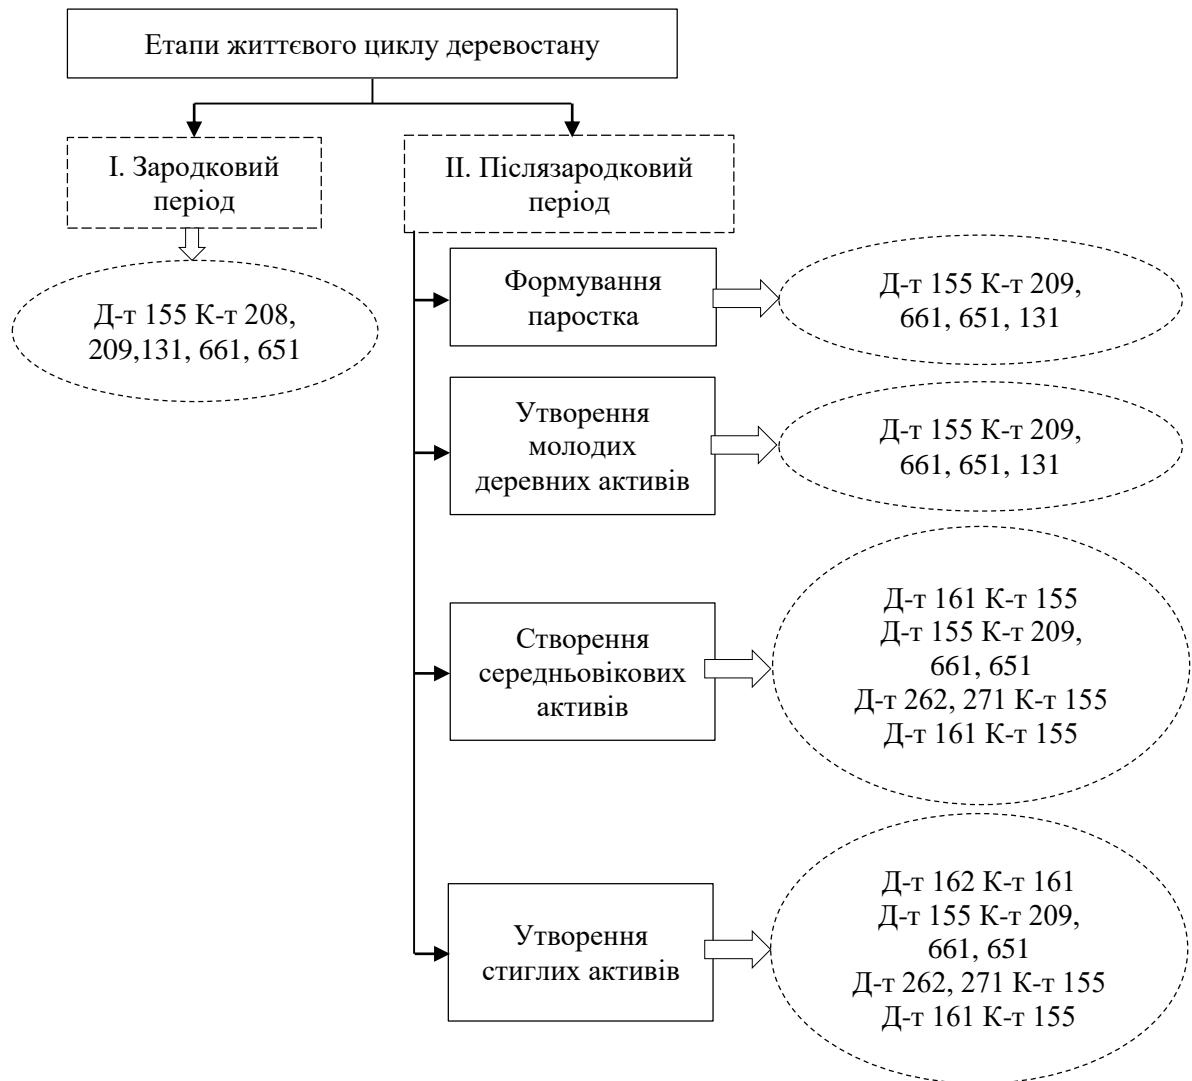 Етапи життєвого циклу деревостану
І. Зародковий
період
ІІ. Післязародковий
період
Д-т 155 К-т 208,
209,131, 661, 651
Формування
паростка
Д-т 155 К-т 209,
661, 651, 131
Утворення
молодих
деревних активів
Д-т 155 К-т 209,
661, 651, 131
Створення
середньовікових
активів
Д-т 161 К-т 155
Д-т 155 К-т 209,
661, 651
Д-т 262, 271 К-т 155
Д-т 161 К-т 155
Утворення
стиглих активів
Д-т 162 К-т 161
Д-т 155 К-т 209,
661, 651
Д-т 262, 271 К-т 155
Д-т 161 К-т 155